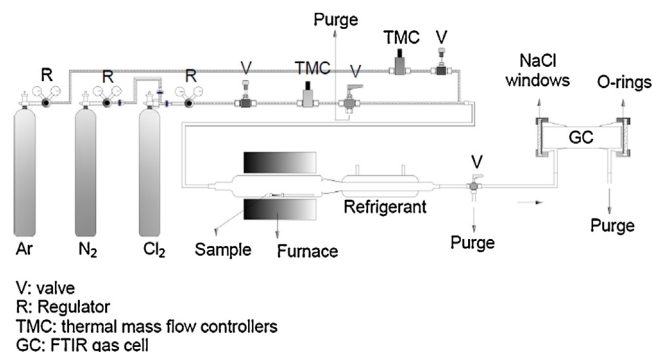 Purge
TMC V
NaCl
windows
O-rings
R R R V TMC V
GC
V
Refrigerant
Sample Furnace
Purge
Purge
Ar N₂ Cl₂
V: valve
R: Regulator
TMC: thermal mass flow controllers
GC: FTIR gas cell